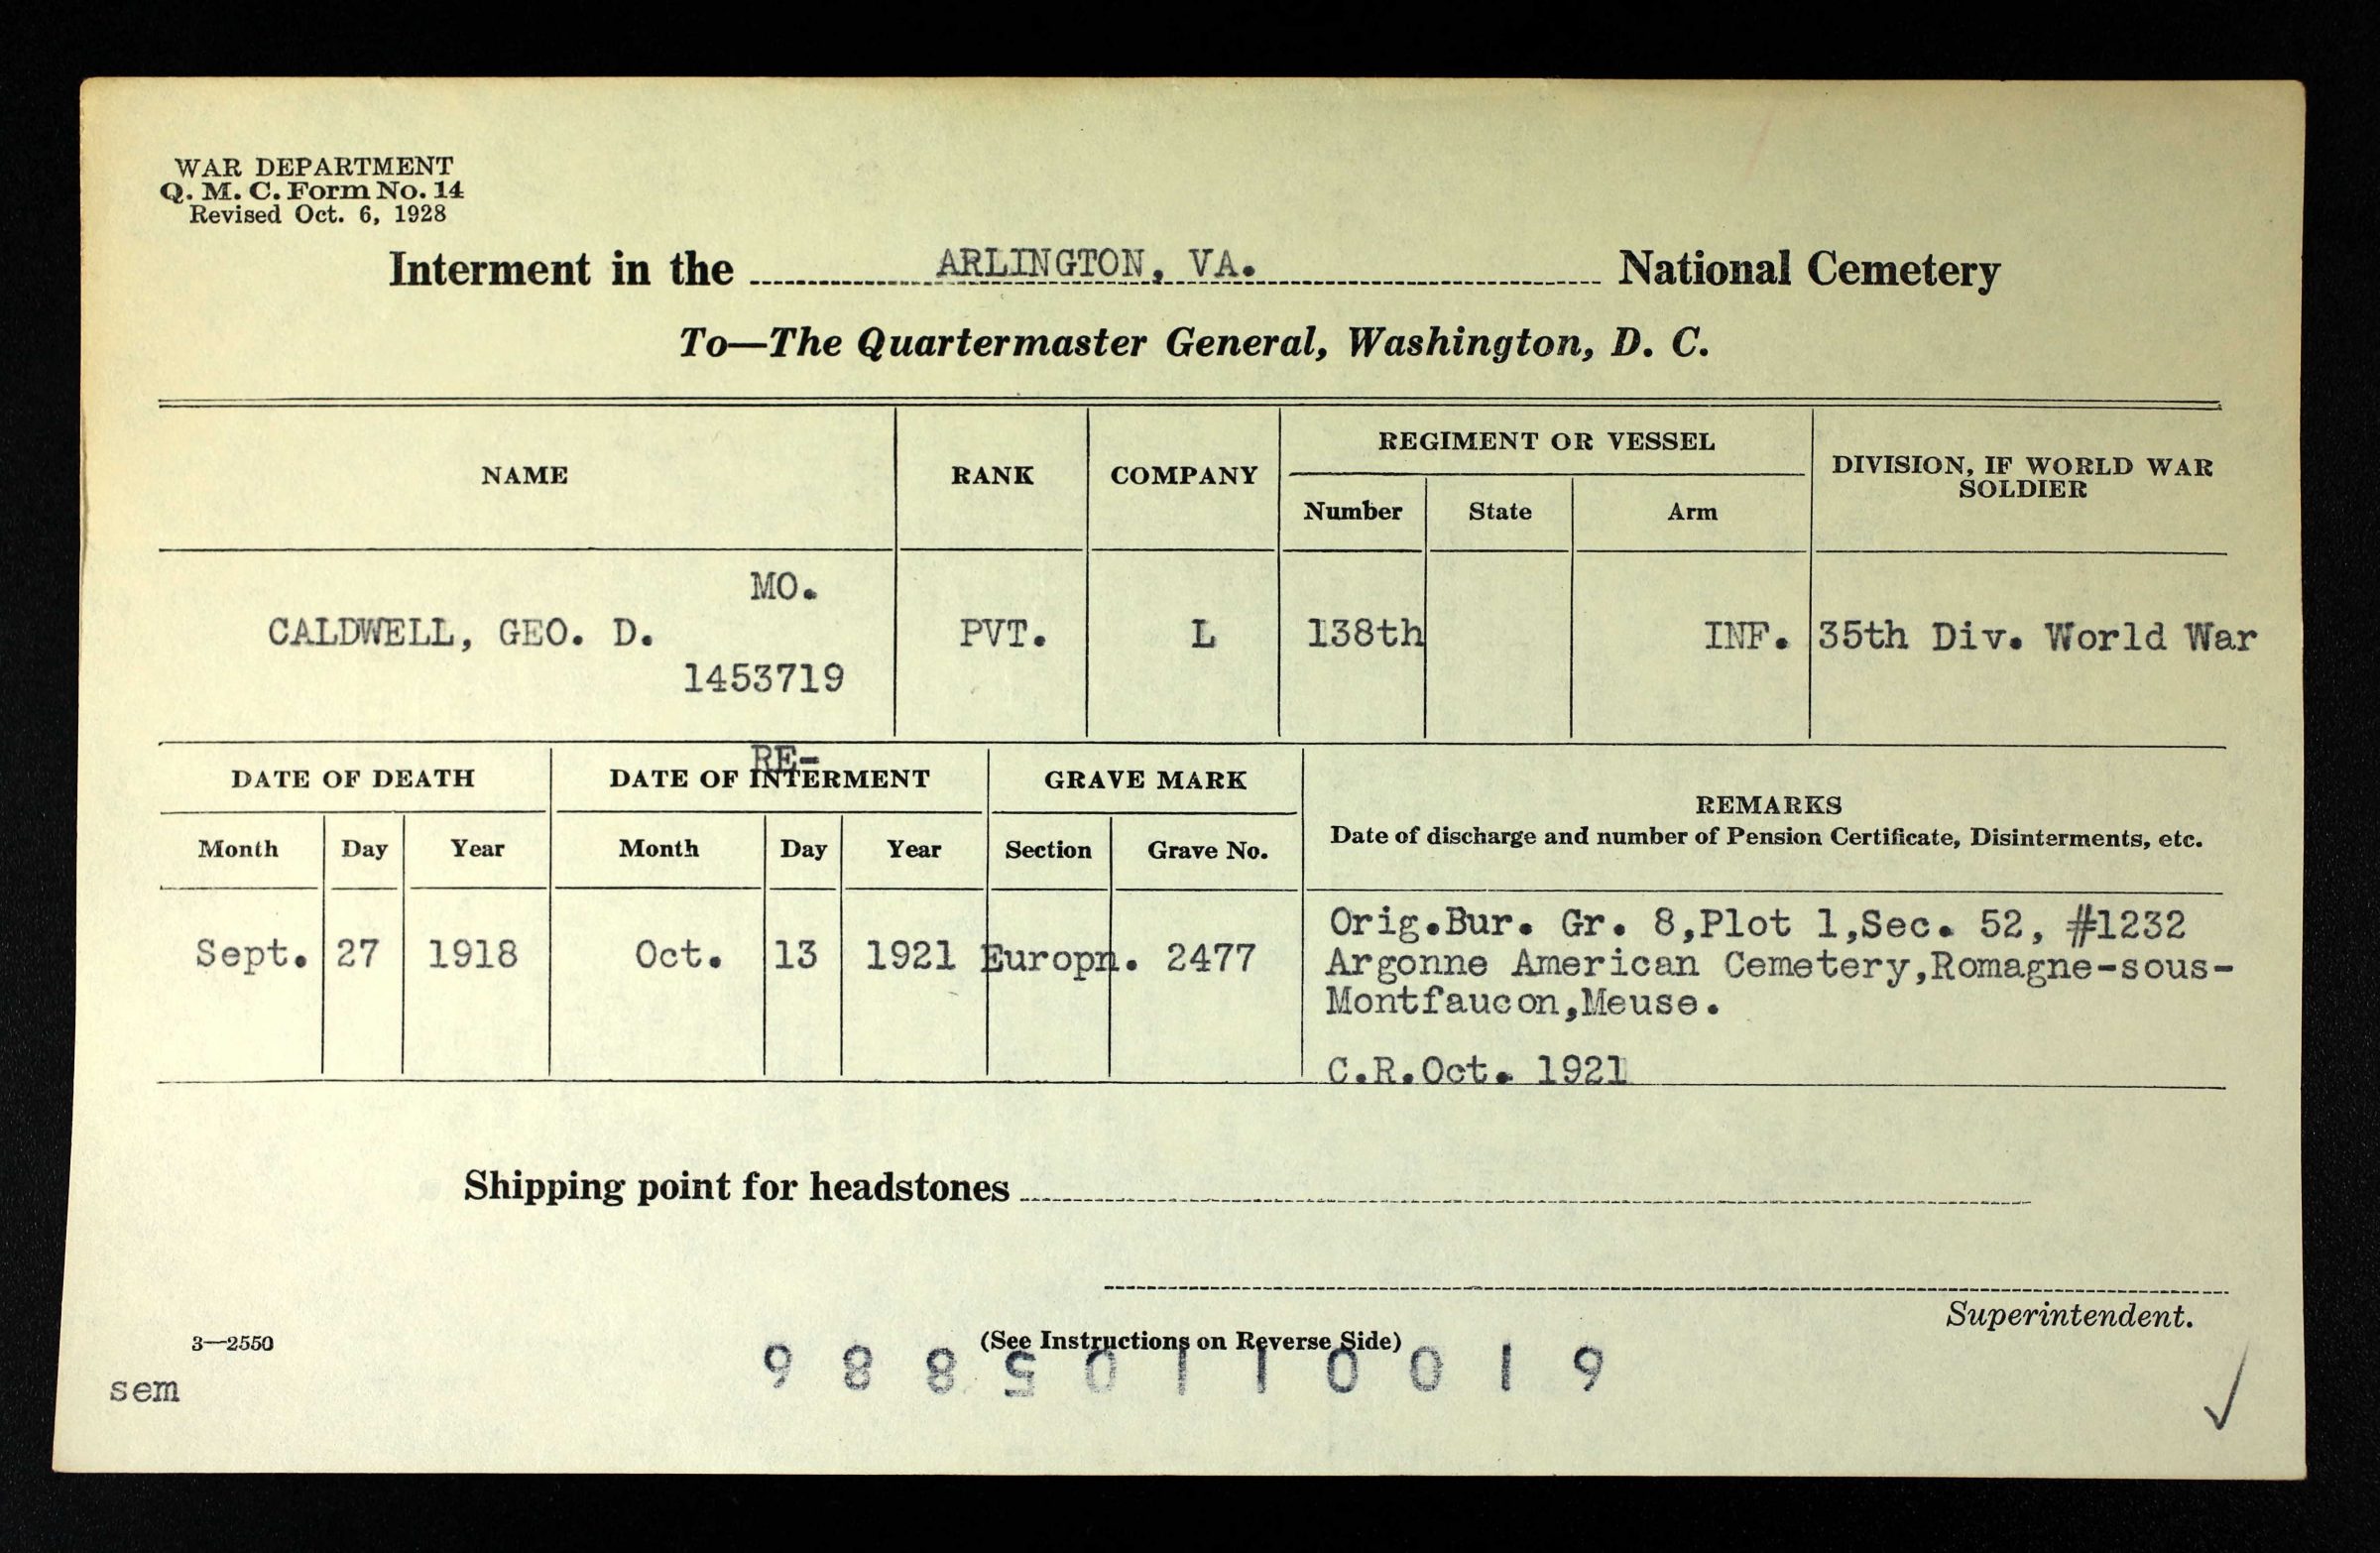 WAR DEPARTMENT
Q. M. C. Form No. 14
Revised Oct. 6, 1928
Interment in the ARLINGTON, VA. National Cemetery
To—The Quartermaster General, Washington, D. C.
NAME RANK COMPANY REGIMENT OR VESSEL DIVISION, IF WORLD WAR SOLDIER
Number State Arm
MO.
CALDWELL, GEO. D. PVT. L 138th INF. 35th Div. World War
1453719
RE-
DATE OF DEATH DATE OF INTERMENT GRAVE MARK REMARKS
Month Day Year Month Day Year Section Grave No. Date of discharge and number of Pension Certificate, Disinterments, etc.
Sept. 27 1918 Oct. 13 1921 Europn. 2477 Orig.Bur. Gr. 8,Plot 1,Sec. 52, #1232
Argonne American Cemetery,Romagne-sous-
Montfaucon,Meuse.
C.R.Oct. 1921
Shipping point for headstones
Superintendent.
3—2550 (See Instructions on Reverse Side)
61001105886
sem